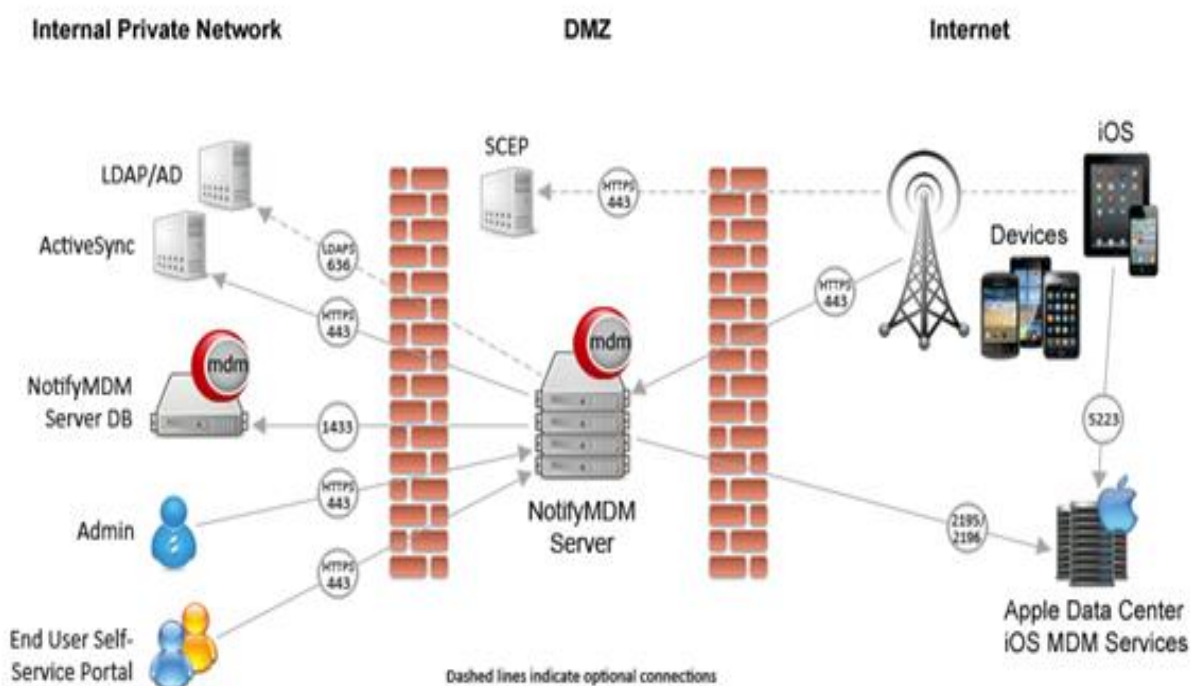 Internal Private Network
DMZ
Internet
LDAP/AD
SCEP
HTTPS
443
iOS
ActiveSync
LDAPS
636
Devices
HTTPS
443
HTTPS
443
mdm
mdm
NotifyMDM
Server DB
1433
5223
HTTPS
443
Admin
NotifyMDM
Server
2195/
2196
HTTPS
443
End User Self-
Service Portal
Apple Data Center
iOS MDM Services
Dashed lines indicate optional connections